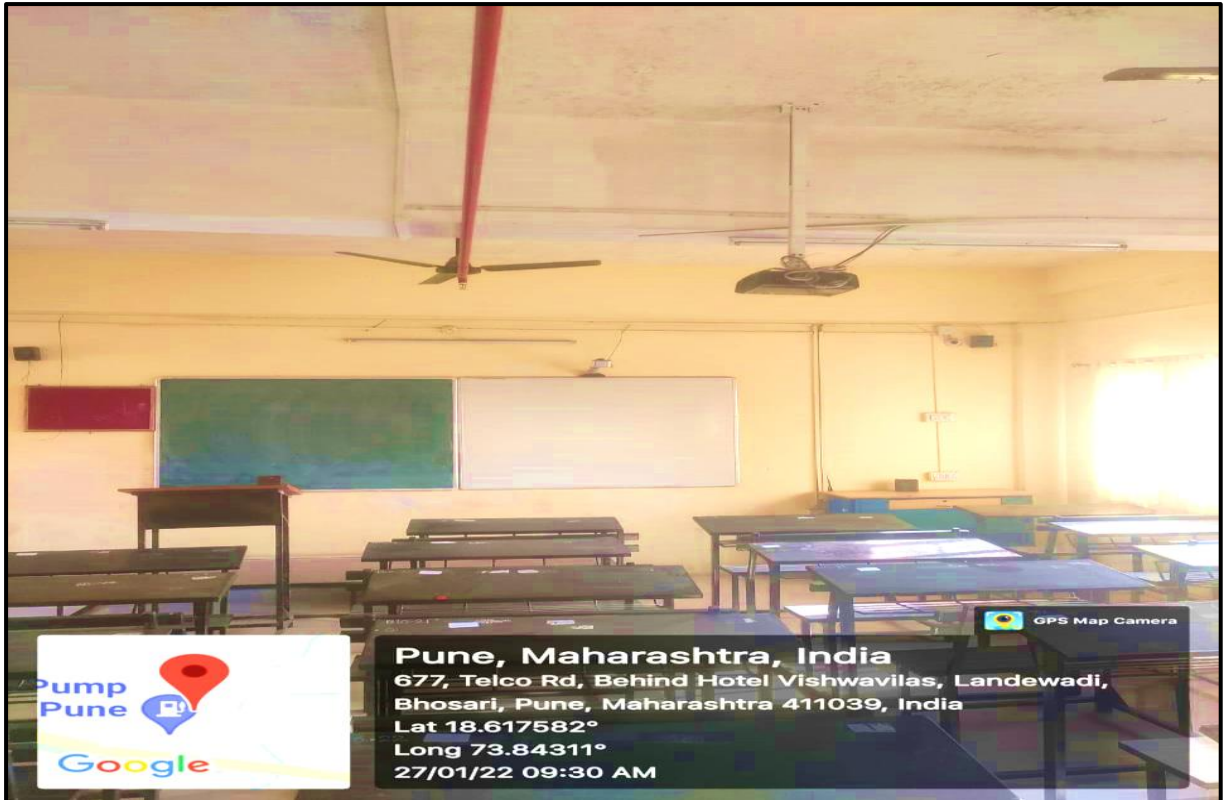 GPS Map Camera
Pump
Pune
Google
Pune, Maharashtra, India
677, Telco Rd, Behind Hotel Vishwavilas, Landewadi,
Bhosari, Pune, Maharashtra 411039, India
Lat 18.617582°
Long 73.84311°
27/01/22 09:30 AM